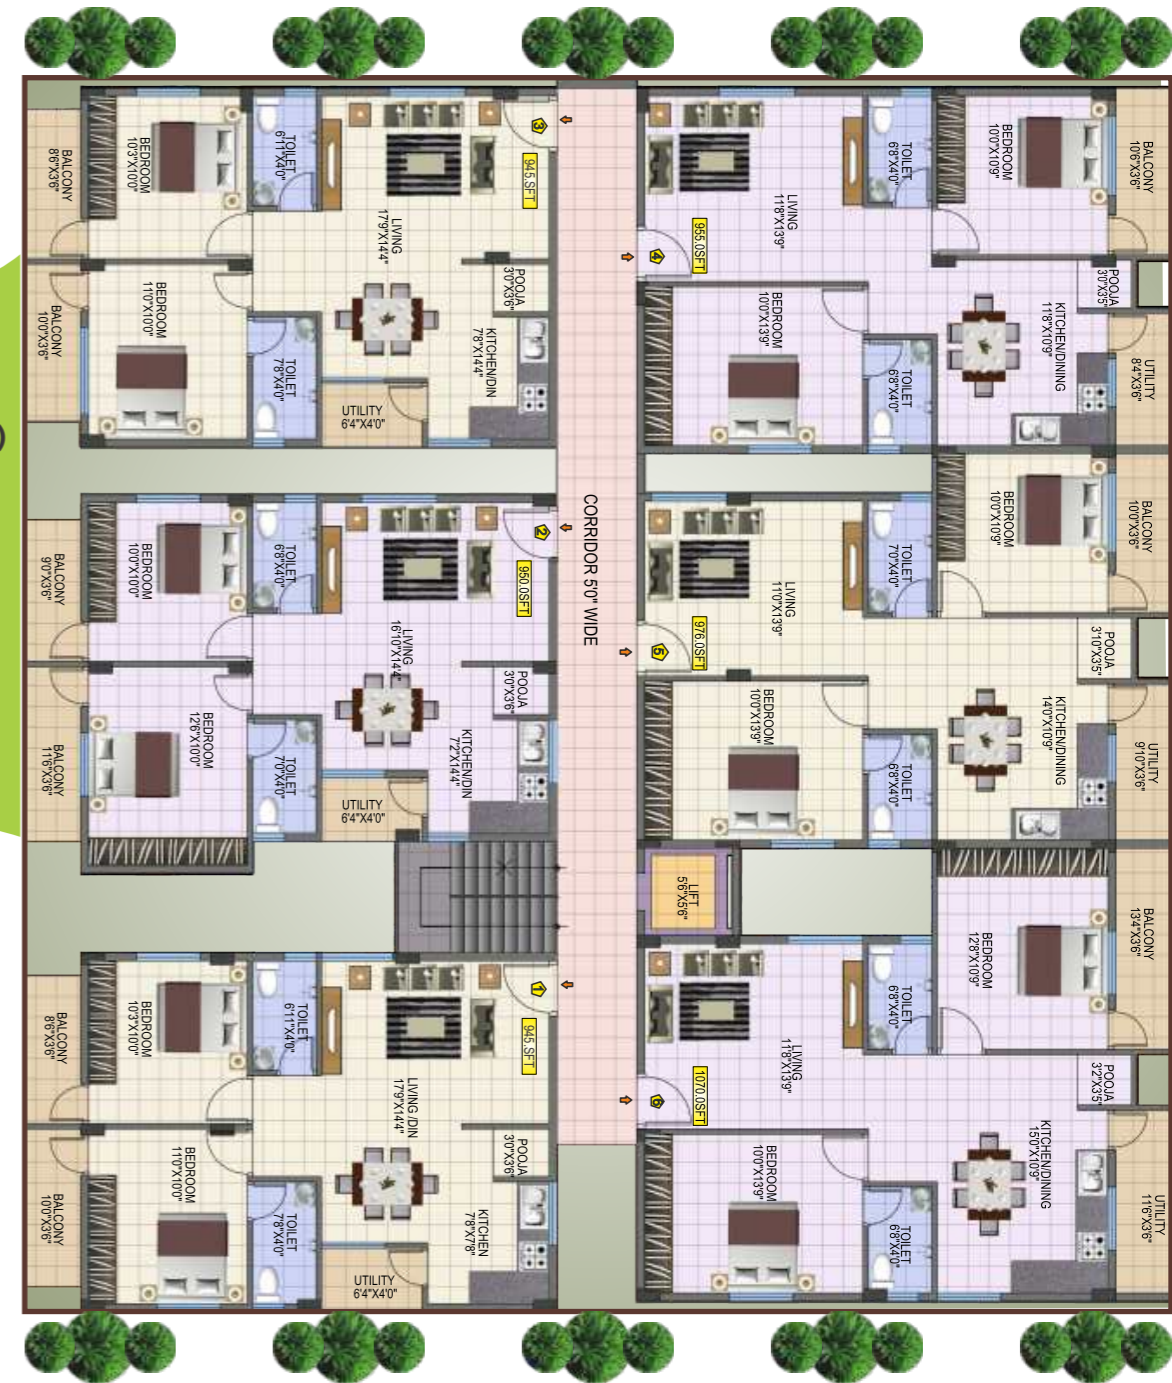 BALCONY
8'6"X3'6"
BEDROOM
10'3"X10'0"
TOILET
6'11"X4'0"
LIVING
17'9"X14'4"
3
945.SFT
POOJA
3'0"X3'6"
KITCHEN/DIN
7'8"X14'4"
BALCONY
10'0"X3'6"
BEDROOM
11'0"X10'0"
TOILET
7'8"X4'0"
UTILITY
6'4"X4'0"
LIVING
11'8"X13'9"
TOILET
6'8"X4'0"
BEDROOM
10'0"X10'9"
BALCONY
10'6"X3'6"
4
955.0SFT
BEDROOM
10'0"X13'9"
TOILET
6'8"X4'0"
KITCHEN/DINING
11'8"X10'9"
POOJA
3'0"X3'5"
UTILITY
8'4"X3'6"
CORRIDOR 5'0" WIDE
BALCONY
9'0"X3'6"
BEDROOM
10'0"X10'0"
TOILET
6'8"X4'0"
LIVING
16'10"X14'4"
2
950.0SFT
POOJA
3'0"X3'6"
KITCHEN/DIN
7'2"X14'4"
BALCONY
11'6"X3'6"
BEDROOM
12'6"X10'0"
TOILET
7'0"X4'0"
UTILITY
6'4"X4'0"
LIVING
11'0"X13'9"
TOILET
7'0"X4'0"
BEDROOM
10'0"X10'9"
BALCONY
10'0"X3'6"
5
976.0SFT
BEDROOM
10'0"X13'9"
TOILET
6'8"X4'0"
KITCHEN/DINING
14'0"X10'9"
POOJA
3'10"X3'5"
UTILITY
9'10"X3'6"
LIFT
5'6"X5'6"
BALCONY
8'6"X3'6"
BEDROOM
10'3"X10'0"
TOILET
6'11"X4'0"
LIVING /DIN
17'9"X14'4"
1
945.SFT
POOJA
3'0"X3'6"
KITCHEN
7'8"X7'8"
BALCONY
10'0"X3'6"
BEDROOM
11'0"X10'0"
TOILET
7'8"X4'0"
UTILITY
6'4"X4'0"
LIVING
11'8"X13'9"
TOILET
6'8"X4'0"
BEDROOM
12'8"X10'9"
BALCONY
13'4"X3'6"
6
1070.0SFT
BEDROOM
10'0"X13'9"
TOILET
6'8"X4'0"
KITCHEN/DINING
15'0"X10'9"
POOJA
3'2"X3'5"
UTILITY
11'6"X3'6"